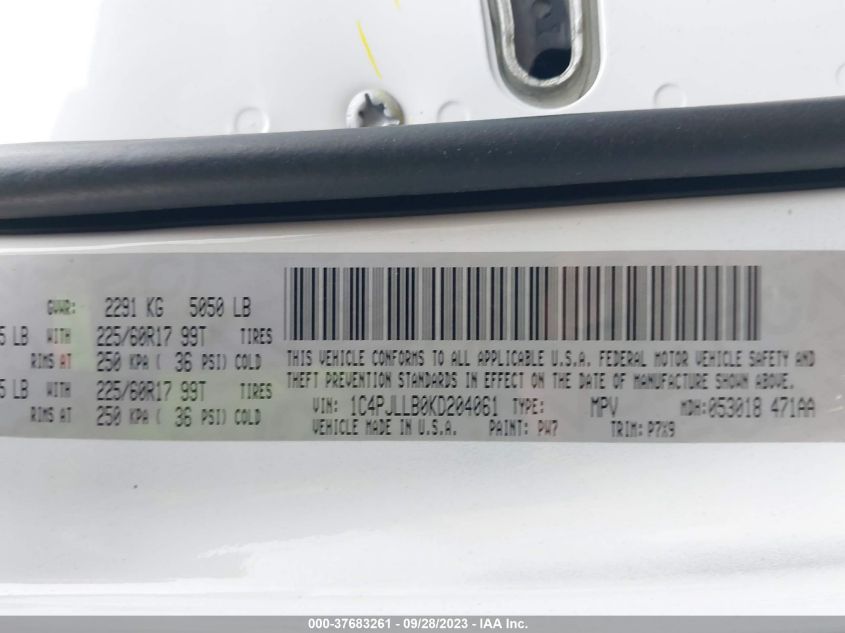 GVWR: 2291 KG 5050 LB
5 LB WITH 225/60R17 99T TIRES
RIMS AT 250 KPA ( 36 PSI) COLD
5 LB WITH 225/60R17 99T TIRES
RIMS AT 250 KPA ( 36 PSI) COLD
THIS VEHICLE CONFORMS TO ALL APPLICABLE U.S.A. FEDERAL MOTOR VEHICLE SAFETY AND
THEFT PREVENTION STANDARDS IN EFFECT ON THE DATE OF MANUFACTURE SHOWN ABOVE.
VIN: 1C4PJLLB0KD204061 TYPE: MPV MDH:053018 471AA
VEHICLE MADE IN U.S.A. PAINT: PW7 TRIM: P7X9
000-37683261 - 09/28/2023 - IAA Inc.